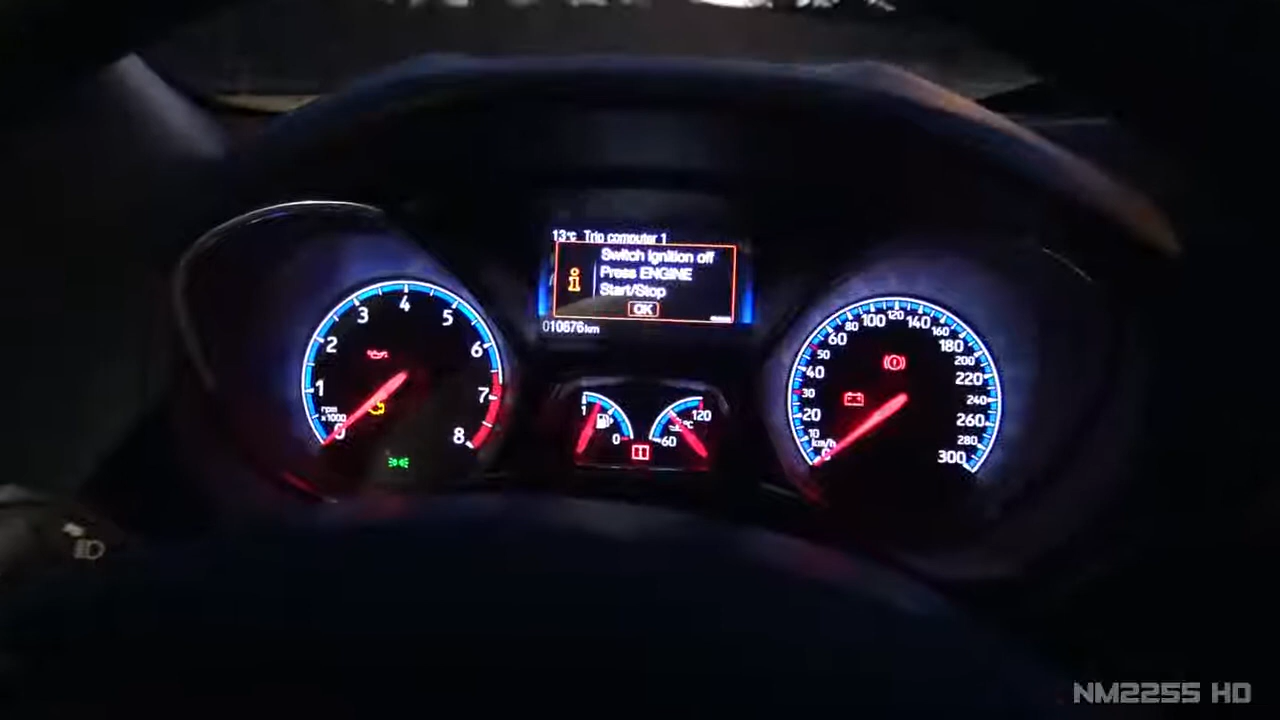 13°C Trip computer 1
Switch ignition off
Press ENGINE
Start/Stop
OK
010676km
1 2 3 4 5 6 7 8
rpm
x1000
0
1 0
60 120
°C
0 10 20 30 40 50 60 80 100 120 140 160 180 200 220 240 260 280 300
km/h
NM2255 HD